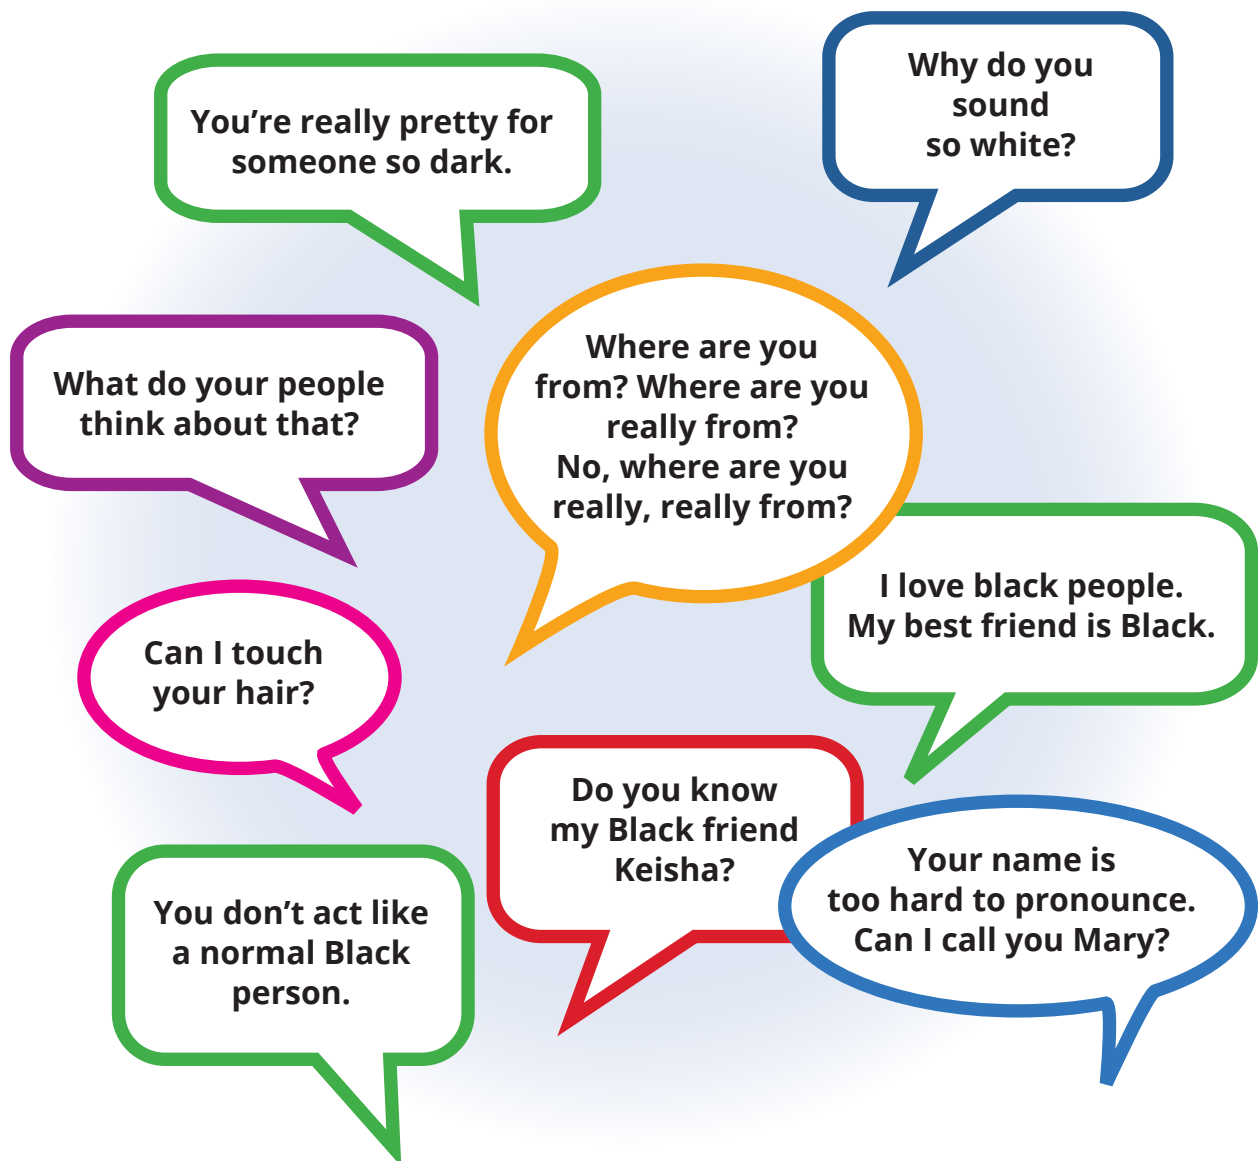 You’re really pretty for
someone so dark.
Why do you
sound
so white?
What do your people
think about that?
Where are you
from? Where are you
really from?
No, where are you
really, really from?
I love black people.
My best friend is Black.
Can I touch
your hair?
Do you know
my Black friend
Keisha?
Your name is
too hard to pronounce.
Can I call you Mary?
You don’t act like
a normal Black
person.